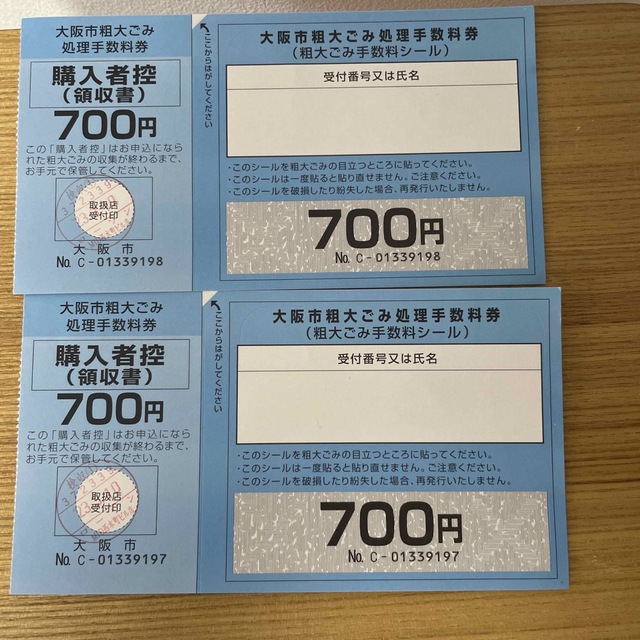 大阪市粗大ごみ
処理手数料券
購入者控
(領収書)
700円
この「購入者控」はお申込になら
れた粗大ごみの収集が終わるまで、
お手元で保管してください。
取扱店
受付印
大阪市
No. C-01339198
ここからはがしてください
大阪市粗大ごみ処理手数料券
(粗大ごみ手数料シール)
受付番号又は氏名
・このシールを粗大ごみの目立つところに貼ってください。
・このシールは一度貼ると貼り直せません。ご注意ください。
・このシールを破損したり紛失した場合、再発行いたしません。
700円
No. C-01339198
大阪市粗大ごみ
処理手数料券
購入者控
(領収書)
700円
この「購入者控」はお申込になら
れた粗大ごみの収集が終わるまで、
お手元で保管してください。
取扱店
受付印
大阪市
No. C-01339197
ここからはがしてください
大阪市粗大ごみ処理手数料券
(粗大ごみ手数料シール)
受付番号又は氏名
・このシールを粗大ごみの目立つところに貼ってください。
・このシールは一度貼ると貼り直せません。ご注意ください。
・このシールを破損したり紛失した場合、再発行いたしません。
700円
No. C-01339197